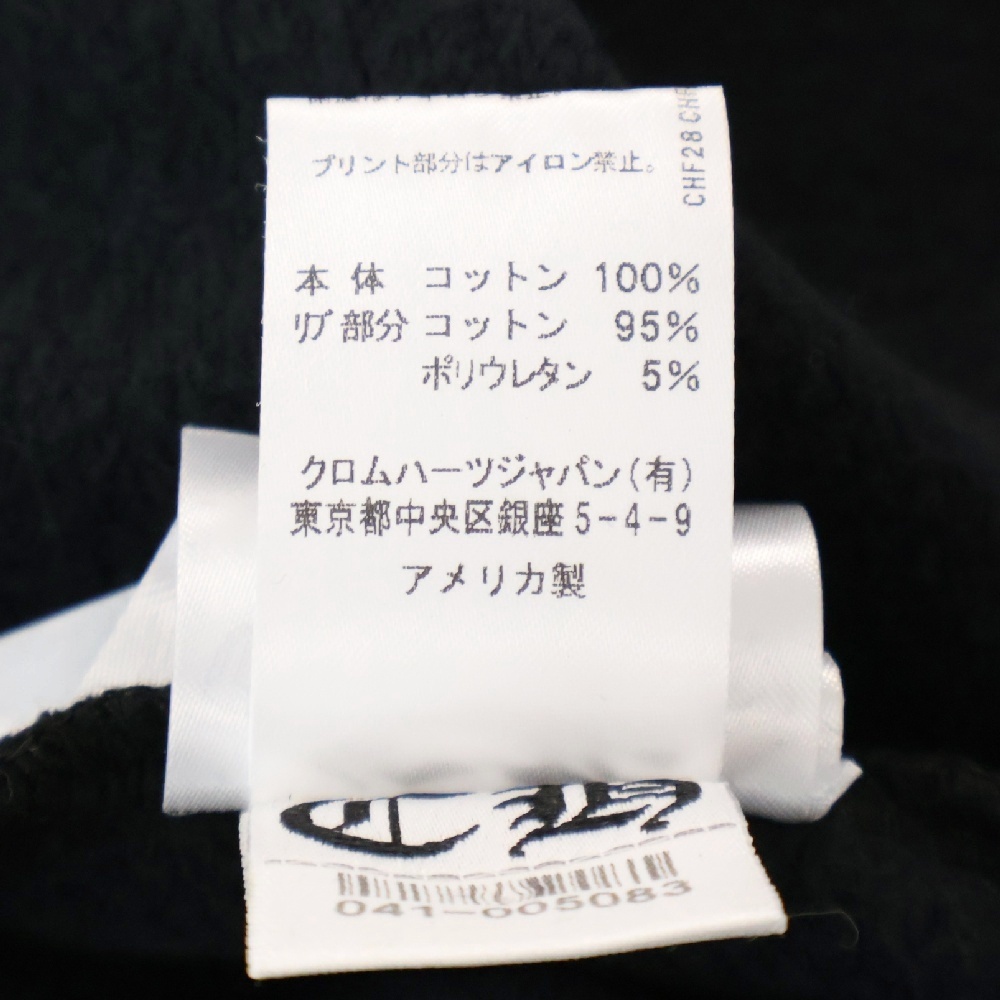 プリント部分はアイロン禁止。
CHF28 CHF
本 体 コットン 100%
リブ部分 コットン 95%
ポリウレタン 5%
クロムハーツジャパン(有)
東京都中央区銀座5-4-9
アメリカ製
041-005083